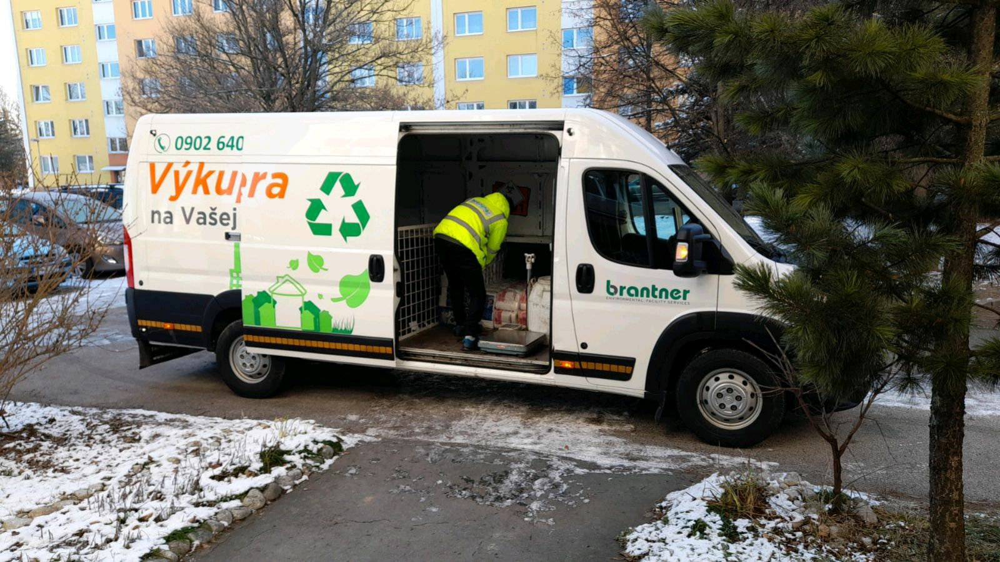 0902 640
Výkupra
na Vašej
brantner
ENVIRONMENTAL. FACILITY SERVICES